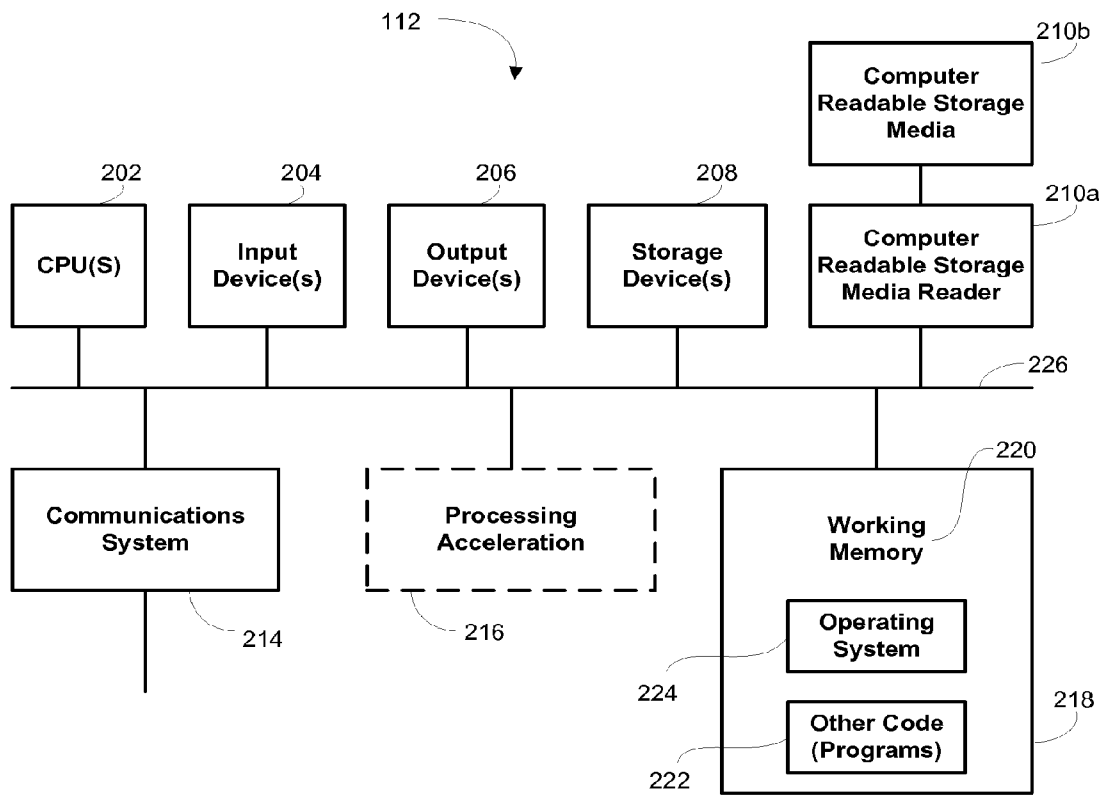 112
210b
Computer
Readable Storage
Media
202
204
206
208
210a
CPU(S)
Input
Device(s)
Output
Device(s)
Storage
Device(s)
Computer
Readable Storage
Media Reader
226
220
Communications
System
Processing
Acceleration
Working
Memory
214
216
Operating
System
224
218
Other Code
(Programs)
222